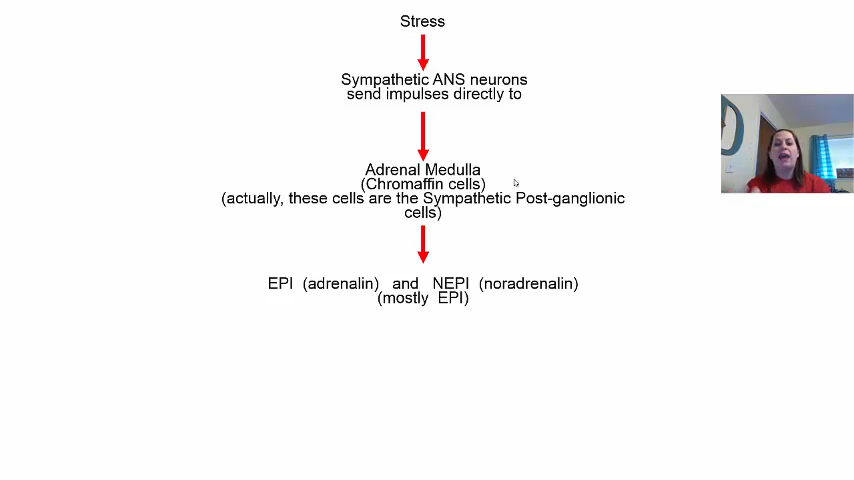 Stress
Sympathetic ANS neurons
send impulses directly to
Adrenal Medulla
(Chromaffin cells)
(actually, these cells are the Sympathetic Post-ganglionic
cells)
EPI (adrenalin) and NEPI (noradrenalin)
(mostly EPI)